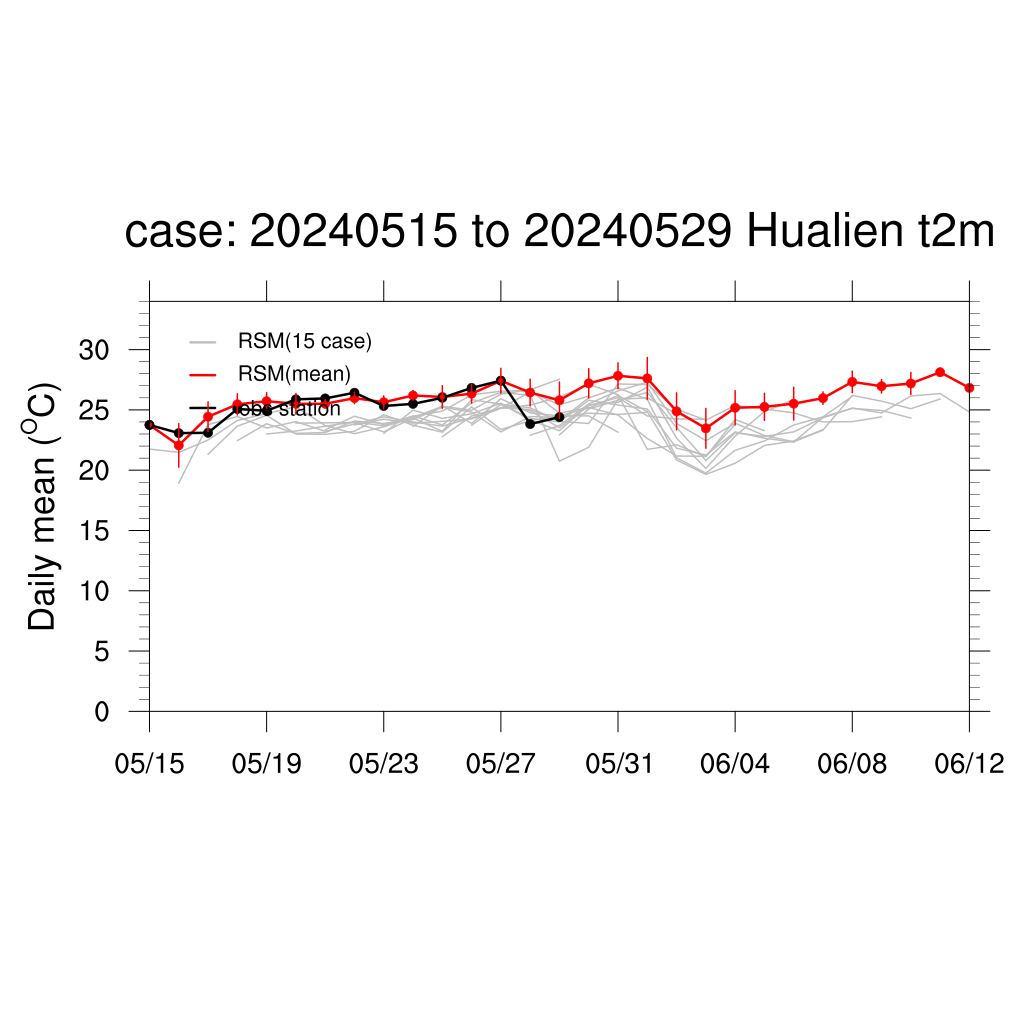 case: 20240515 to 20240529 Hualien t2m
RSM(15 case)
RSM(mean)
obs station
Daily mean (°C)
30
25
20
15
10
5
0
05/15 05/19 05/23 05/27 05/31 06/04 06/08 06/12